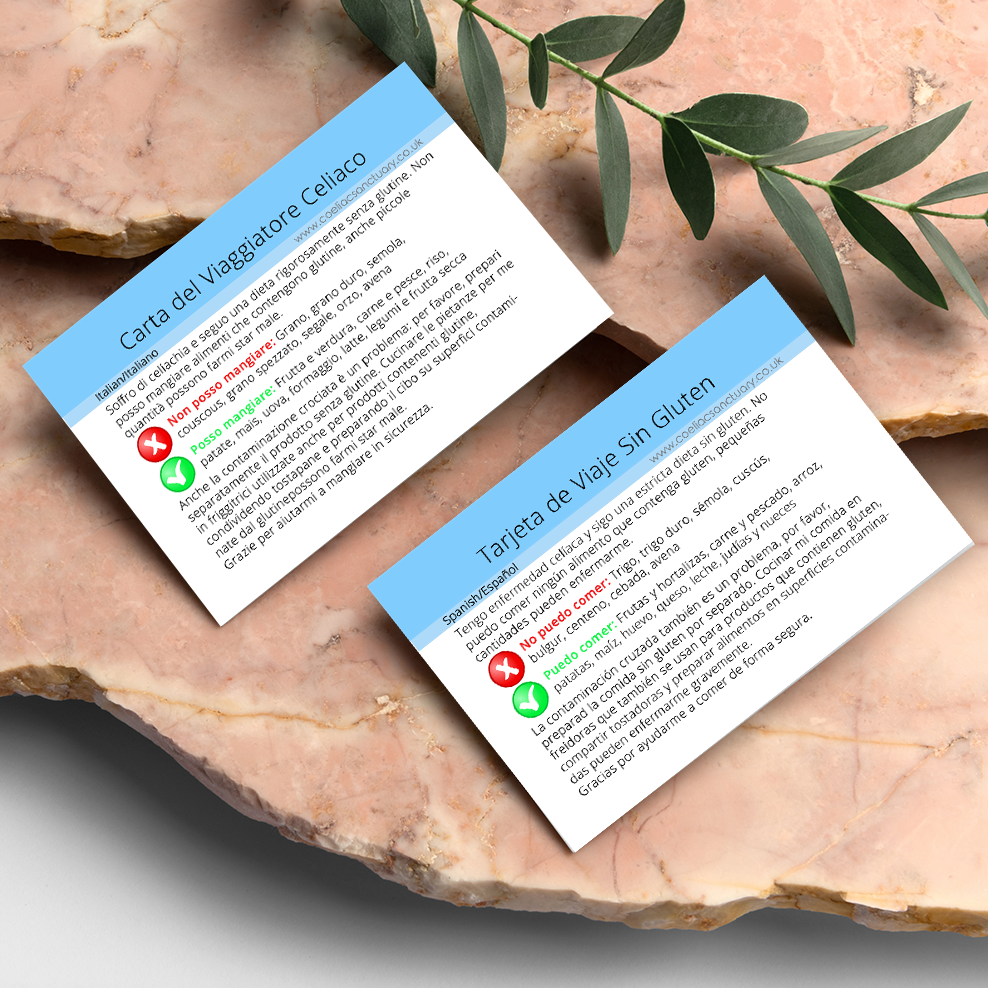 Carta del Viaggiatore Celiaco
www.coeliacsanctuary.co.uk
Italian/Italiano
Soffro di cellachia e seguo una dieta rigorosamente senza glutine. Non
posso mangiare alimenti che contengono glutine, anche piccole
quantità possono farmi star male.
Non posso mangiare: Grano, grano duro, semola,
couscous, grano spezzato, segale, orzo, avena
Posso mangiare: Frutta e verdura, carne e pesce, riso,
patate, mais, uova, formaggio, latte, legumi e frutta secca
Anche la contaminazione crociata è un problema: per favore, prepari
separatamente il prodotto senza glutine. Cucinare le pietanze per me
in friggitrici utilizzate anche per prodotti contenenti glutine,
condividendo tostapane e preparando il cibo su superfici contami-
nate dal glutinepossono farmi star male.
Grazie per aiutarmi a mangiare in sicurezza.
Tarjeta de Viaje Sin Gluten
www.coeliacsanctuary.co.uk
Spanish/Español
Tengo enfermedad celíaca y sigo una estricta dieta sin gluten. No
puedo comer ningún alimento que contenga gluten, pequeñas
cantidades pueden enfermarme.
No puedo comer: Trigo, trigo duro, sémola, cuscús,
bulgur, centeno, cebada, avena
Puedo comer: Frutas y hortalizas, carne y pescado, arroz,
patatas, maíz, huevo, queso, leche, judías y nueces
La contaminación cruzada también es un problema, por favor,
preparad la comida sin gluten por separado. Cocinar mi comida en
freidoras que también se usan para productos que contienen gluten,
compartir tostadoras y preparar alimentos en superficies contamina-
das pueden enfermarme gravemente.
Gracias por ayudarme a comer de forma segura.